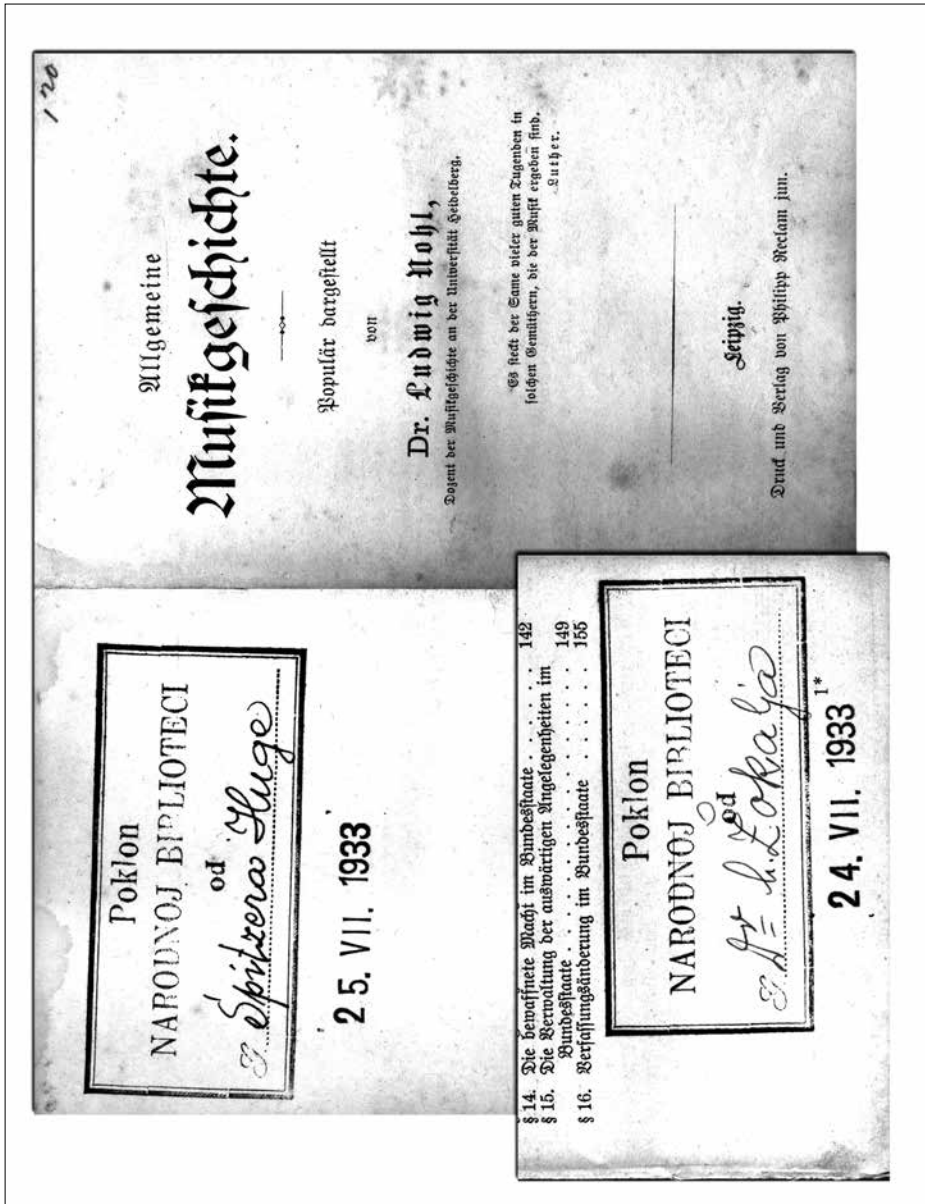 Poklon
NARODNOJ BIBLIOTECI
od
g. Špitzera Huge
25. VII. 1933
1'20
Allgemeine
Musikgeschichte.
Populär dargestellt
von
Dr. Ludwig Nohl,
Dozent der Musikgeschichte an der Universität Heidelberg.
Es steckt der Same vieler guten Tugenden in
solchen Gemüthern, die der Musik ergeben sind.
Luther.
Leipzig.
Druck und Verlag von Philipp Reclam jun.
§ 14. Die bewaffnete Macht im Bundesstaate . . . . . . 142
§ 15. Die Verwaltung der auswärtigen Angelegenheiten im
Bundesstaate . . . . . . . . . . . . . . . 149
§ 16. Verfassungsänderung im Bundesstaate . . . . . . 155
Poklon
NARODNOJ BIBLIOTECI
od
g. Dr= h. Zokalja
1*
24. VII. 1933